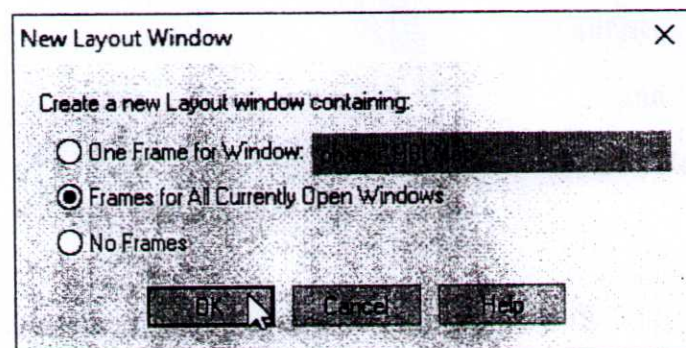 New Layout Window
Create a new Layout window containing:
One Frame for Window:
Frames for All Currently Open Windows
No Frames
OK
Cancel
Help